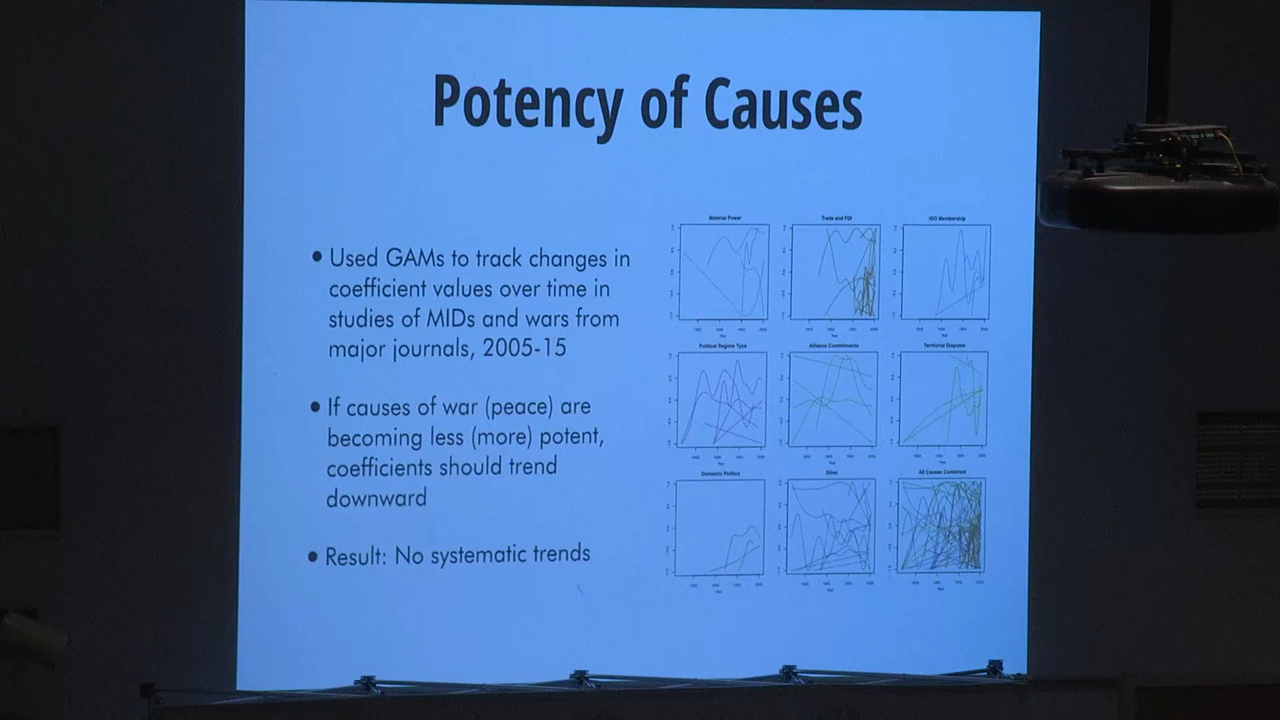 Potency of Causes
• Used GAMs to track changes in
coefficient values over time in
studies of MIDs and wars from
major journals, 2005-15
• If causes of war (peace) are
becoming less (more) potent,
coefficients should trend
downward
• Result: No systematic trends
Material Power
Trade and FDI
IGO Membership
Political Regime Type
Alliance Commitments
Territorial Disputes
Domestic Politics
Other
All Causes Combined